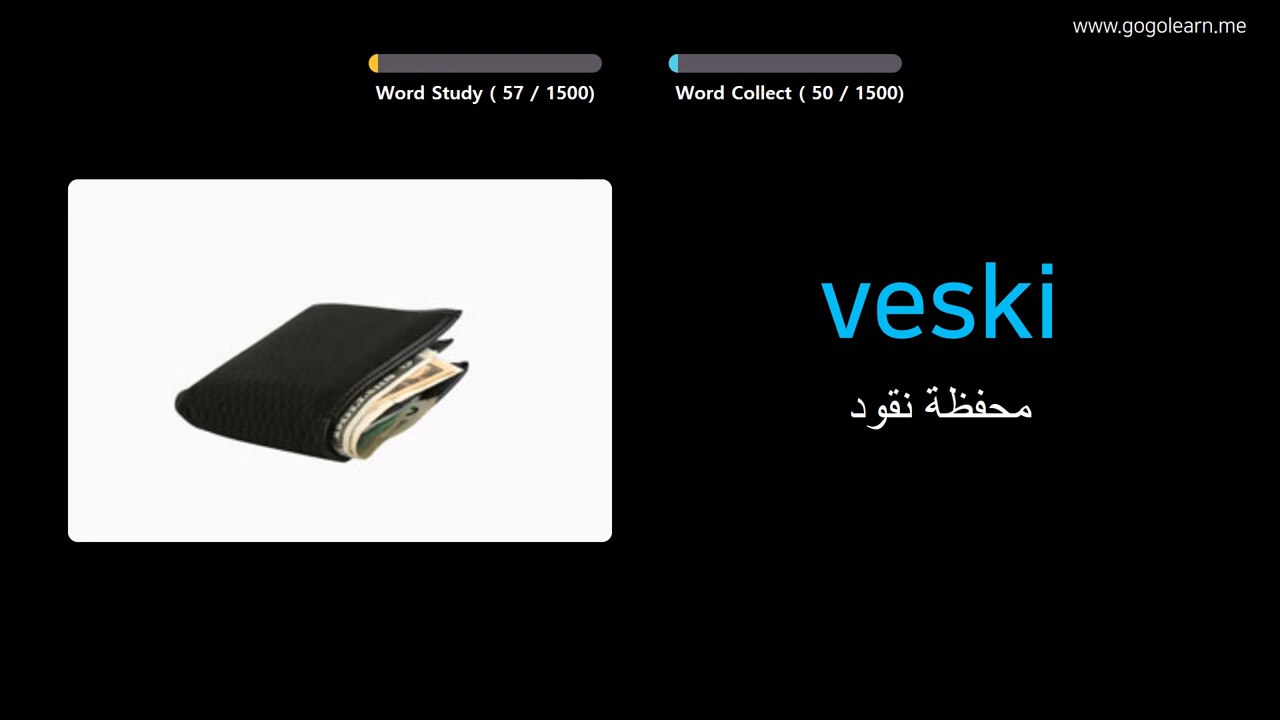 www.gogolearn.me
Word Study ( 57 / 1500)
Word Collect ( 50 / 1500)
veski
محفظة نقود